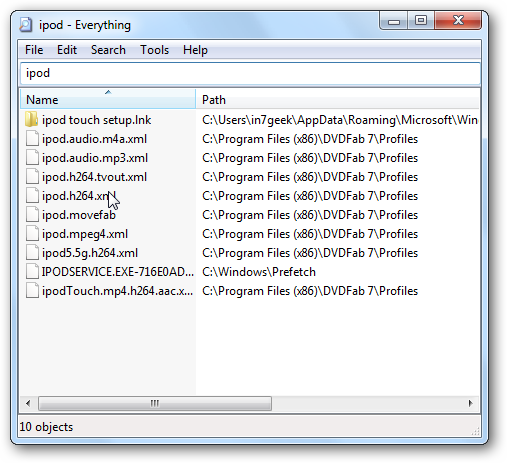 ipod - Everything
File Edit Search Tools Help
ipod
Name Path
ipod touch setup.lnk C:\Users\in7geek\AppData\Roaming\Microsoft\Win
ipod.audio.m4a.xml C:\Program Files (x86)\DVDFab 7\Profiles
ipod.audio.mp3.xml C:\Program Files (x86)\DVDFab 7\Profiles
ipod.h264.tvout.xml C:\Program Files (x86)\DVDFab 7\Profiles
ipod.h264.xml C:\Program Files (x86)\DVDFab 7\Profiles
ipod.movefab C:\Program Files (x86)\DVDFab 7\Profiles
ipod.mpeg4.xml C:\Program Files (x86)\DVDFab 7\Profiles
ipod5.5g.h264.xml C:\Program Files (x86)\DVDFab 7\Profiles
IPODSERVICE.EXE-716E0AD... C:\Windows\Prefetch
ipodTouch.mp4.h264.aac.x... C:\Program Files (x86)\DVDFab 7\Profiles
10 objects